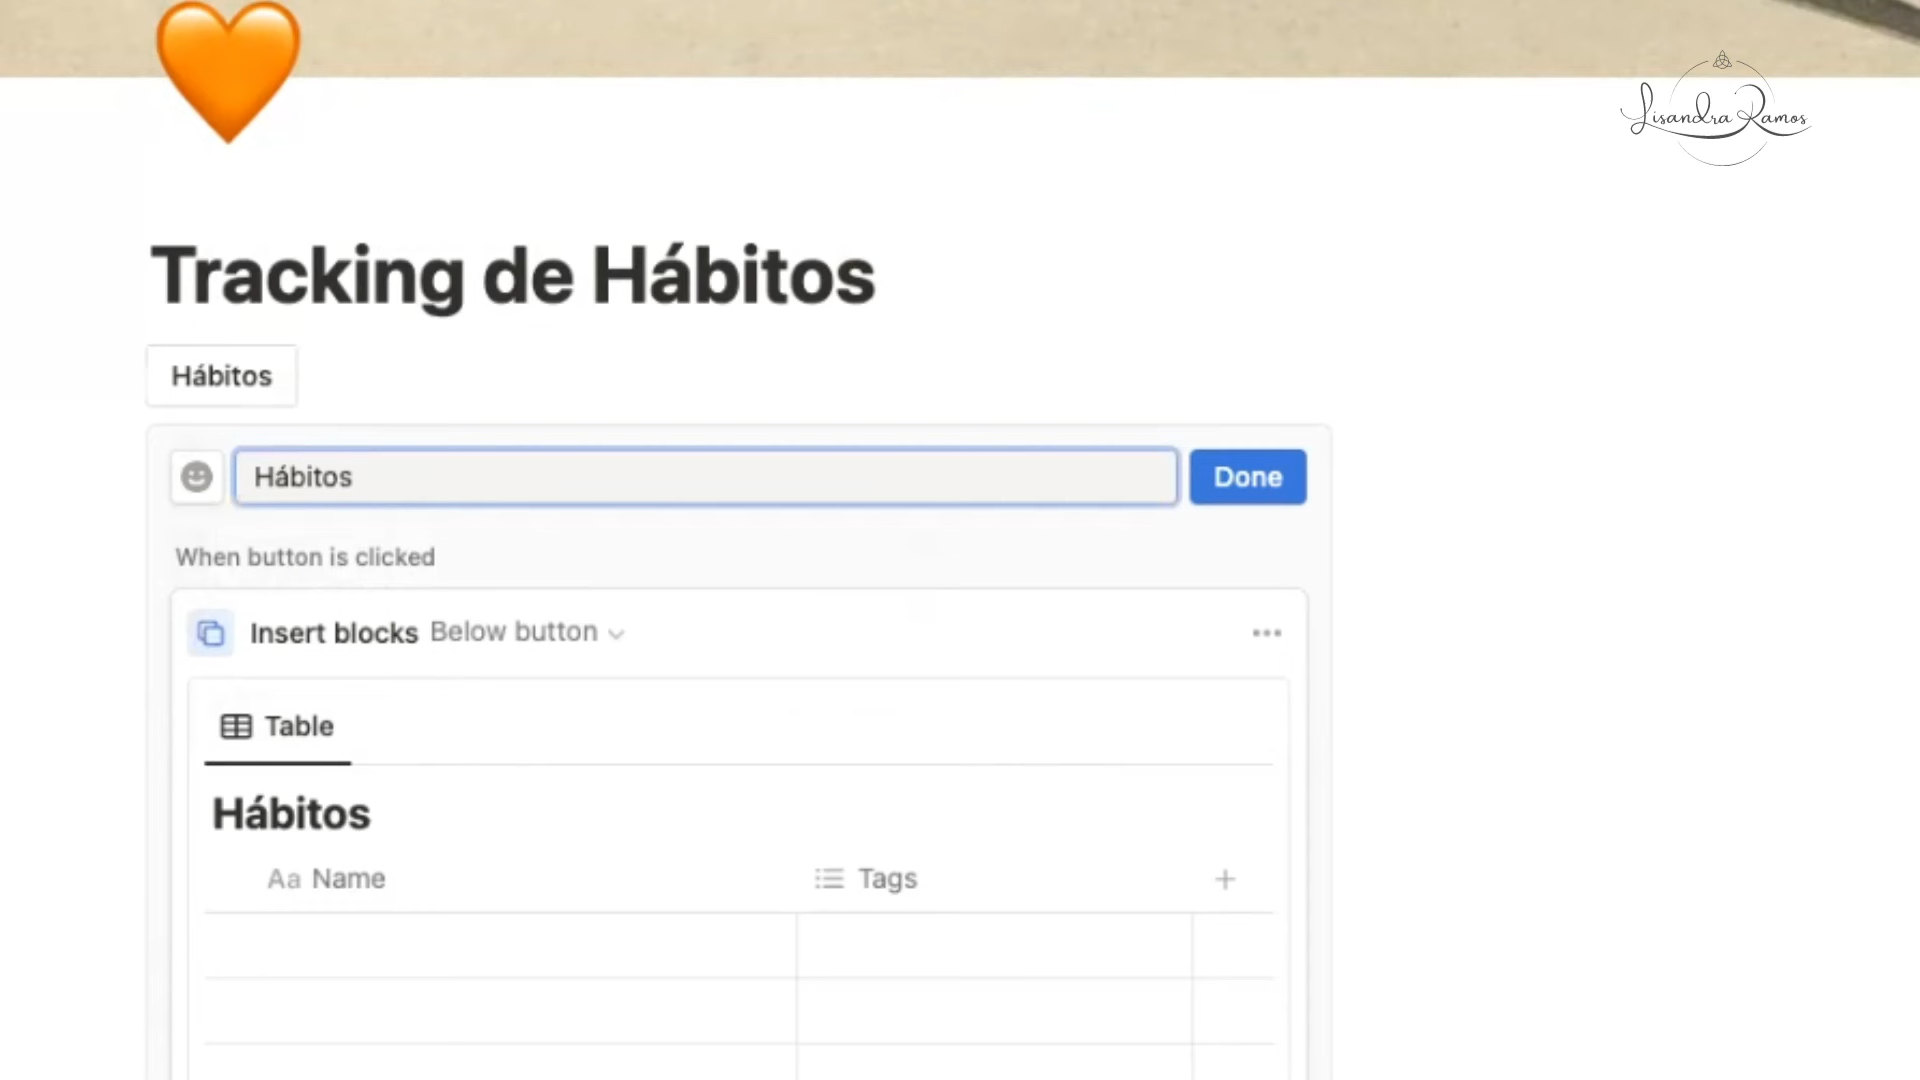 Lisandra Ramos
Tracking de Hábitos
Hábitos
Hábitos Done
When button is clicked
Insert blocks Below button
Table
Hábitos
Aa Name Tags